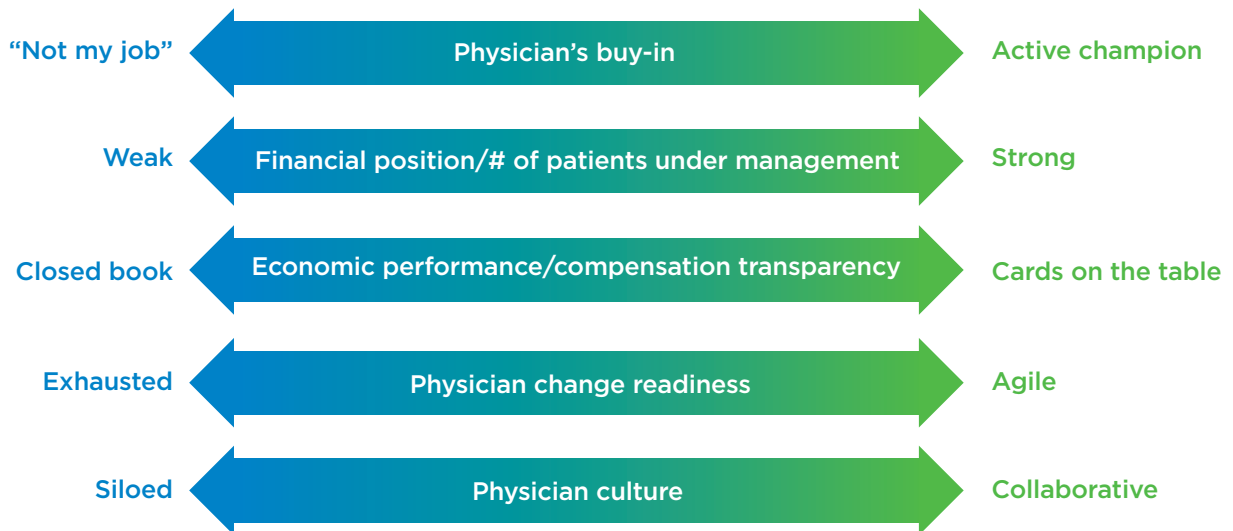 “Not my job” Physician’s buy-in Active champion
Weak Financial position/# of patients under management Strong
Closed book Economic performance/compensation transparency Cards on the table
Exhausted Physician change readiness Agile
Siloed Physician culture Collaborative